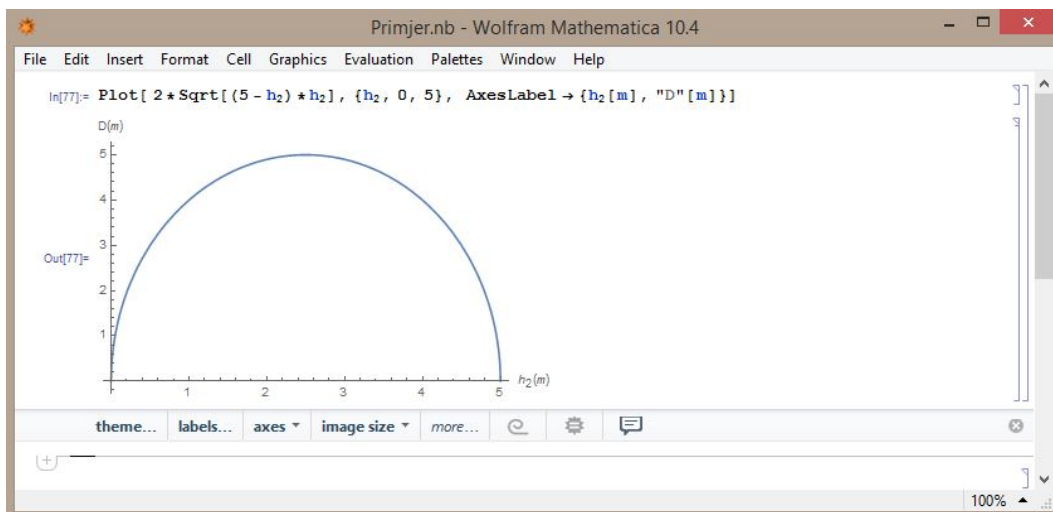 Primjer.nb - Wolfram Mathematica 10.4
File Edit Insert Format Cell Graphics Evaluation Palettes Window Help
In[77]:= Plot[ 2*Sqrt[(5-h₂)*h₂], {h₂, 0, 5}, AxesLabel → {h₂[m], "D"[m]}]
D(m)
5
4
3
Out[77]=
2
1
1 2 3 4 5 h₂(m)
theme... labels... axes image size more...
100%